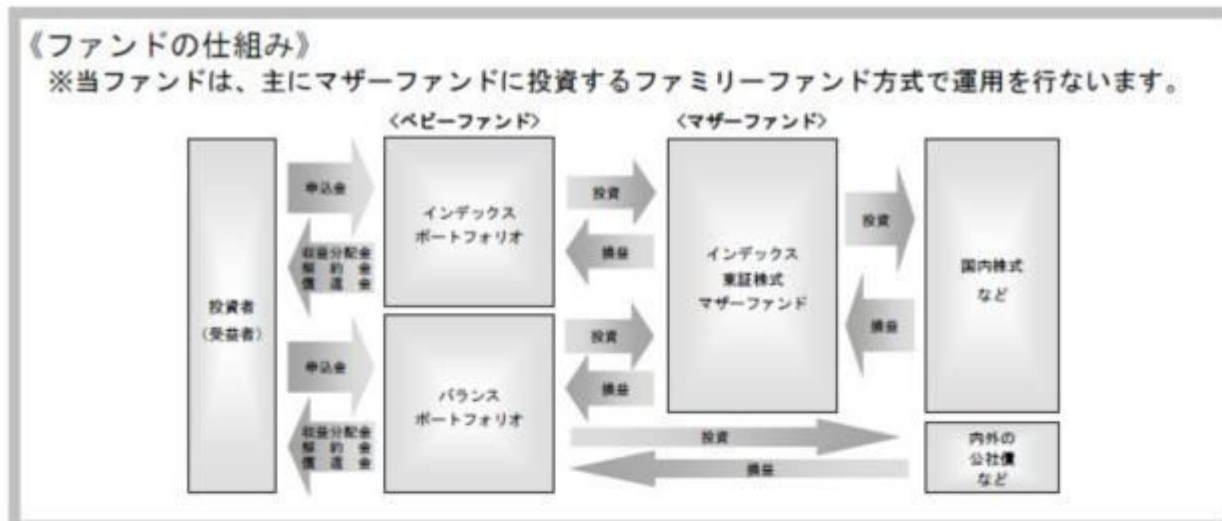 《ファンドの仕組み》
※当ファンドは、主にマザーファンドに投資するファミリーファンド方式で運用を行ないます。
〈ベビーファンド〉
〈マザーファンド〉
投資者
（受益者）
申込金
収益分配金
解約金
償還金
申込金
収益分配金
解約金
償還金
インデックス
ポートフォリオ
バランス
ポートフォリオ
投資
損益
投資
損益
インデックス
東証株式
マザーファンド
投資
損益
国内株式
など
投資
損益
内外の
公社債
など